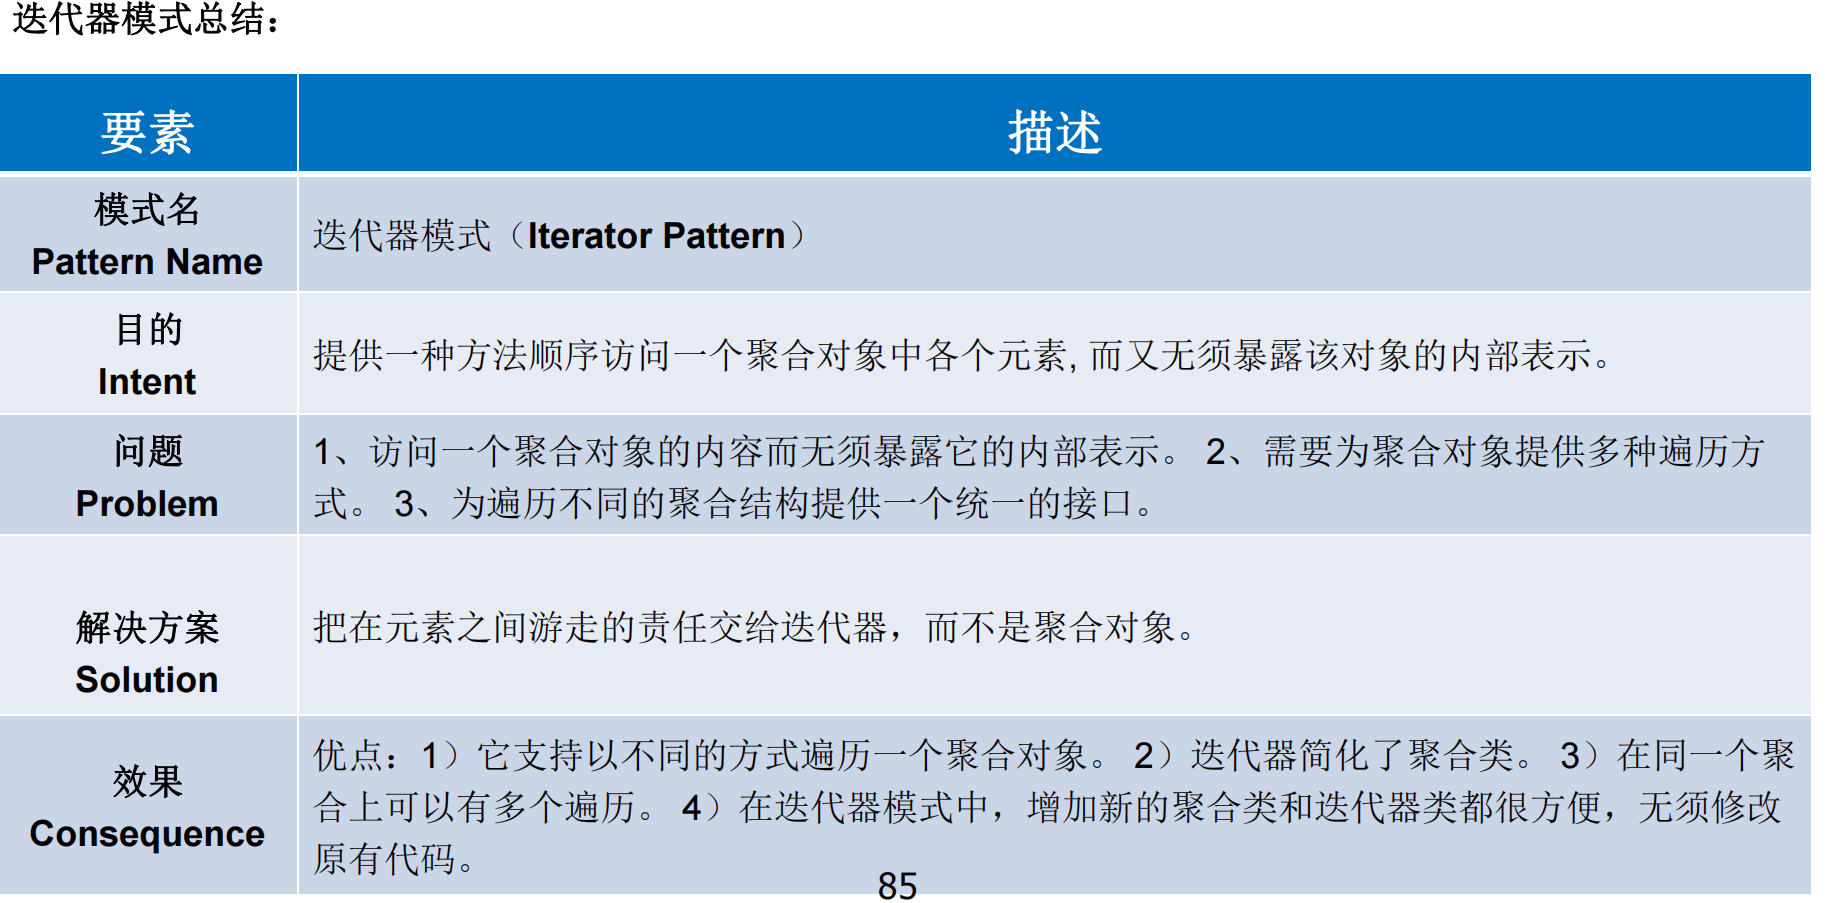 迭代器模式总结：
要素
描述
模式名
Pattern Name
迭代器模式（Iterator Pattern）
目的
Intent
提供一种方法顺序访问一个聚合对象中各个元素, 而又无须暴露该对象的内部表示。
问题
Problem
1、访问一个聚合对象的内容而无须暴露它的内部表示。 2、需要为聚合对象提供多种遍历方
式。 3、为遍历不同的聚合结构提供一个统一的接口。
解决方案
Solution
把在元素之间游走的责任交给迭代器，而不是聚合对象。
效果
Consequence
优点：1）它支持以不同的方式遍历一个聚合对象。 2）迭代器简化了聚合类。 3）在同一个聚
合上可以有多个遍历。 4）在迭代器模式中，增加新的聚合类和迭代器类都很方便，无须修改
原有代码。
85